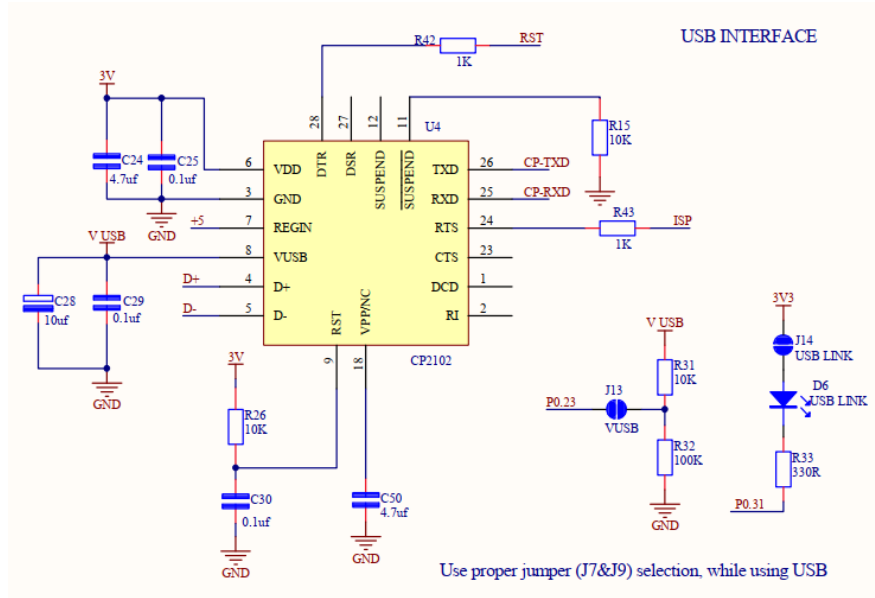 USB INTERFACE
R42
RST
1K
3V
28
27
12
11
U4
R15
10K
C24
4.7uf
C25
0.1uf
6
VDD
DTR
DSR
SUSPEND
SUSPEND
TXD
26
CP-TXD
3
GND
RXD
25
CP-RXD
GND
+5
7
REGIN
RTS
24
R43
ISP
1K
V USB
8
VUSB
CTS
23
D+
4
D+
DCD
1
D-
5
D-
RI
2
C28
10uf
C29
0.1uf
RST
VPP/NC
GND
9
18
CP2102
3V
R26
10K
C30
0.1uf
GND
C50
4.7uf
GND
V USB
R31
10K
P0.23
J13
VUSB
R32
100K
GND
3V3
J14
USB LINK
D6
USB LINK
R33
330R
P0.31
Use proper jumper (J7&J9) selection, while using USB